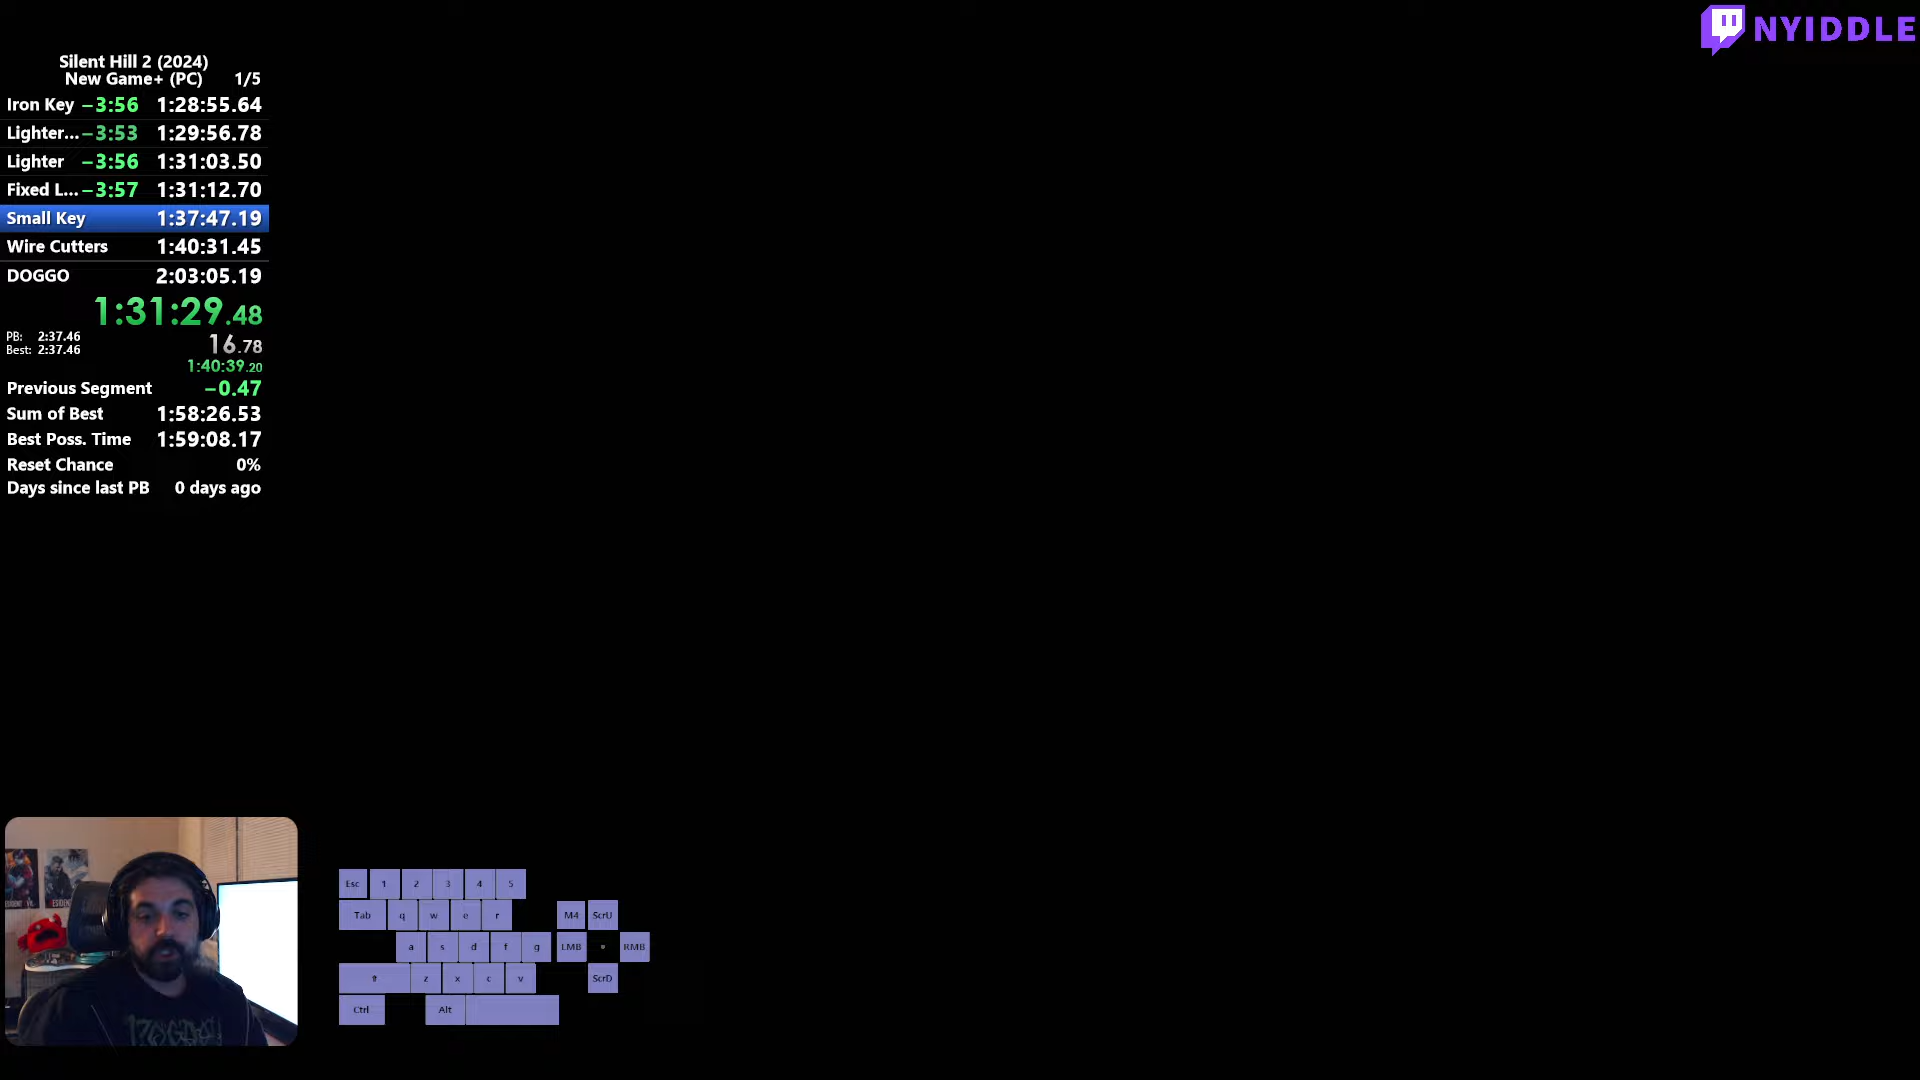 NYIDDLE
Silent Hill 2 (2024)
New Game+ (PC) 1/5
Iron Key −3:56 1:28:55.64
Lighter... −3:53 1:29:56.78
Lighter −3:56 1:31:03.50
Fixed L... −3:57 1:31:12.70
Small Key 1:37:47.19
Wire Cutters 1:40:31.45
DOGGO 2:03:05.19
1:31:29.48
PB: 2:37.46
Best: 2:37.46
16.78
1:40:39.20
Previous Segment −0.47
Sum of Best 1:58:26.53
Best Poss. Time 1:59:08.17
Reset Chance 0%
Days since last PB 0 days ago
Esc 1 2 3 4 5
Tab q w e r M4 ScrU
a s d f g LMB RMB
z x c v ScrD
Ctrl Alt